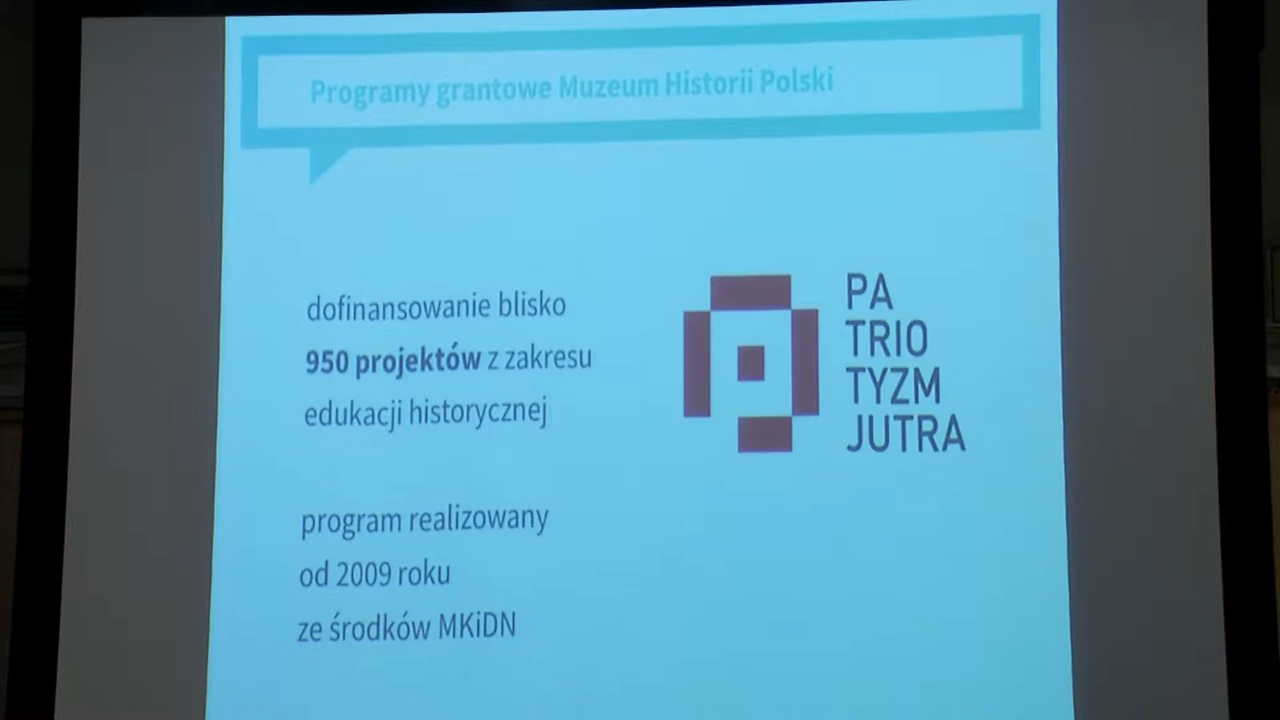 Programy grantowe Muzeum Historii Polski
dofinansowanie blisko
950 projektów z zakresu
edukacji historycznej
program realizowany
od 2009 roku
ze środków MKiDN
PA
TRIO
TYZM
JUTRA